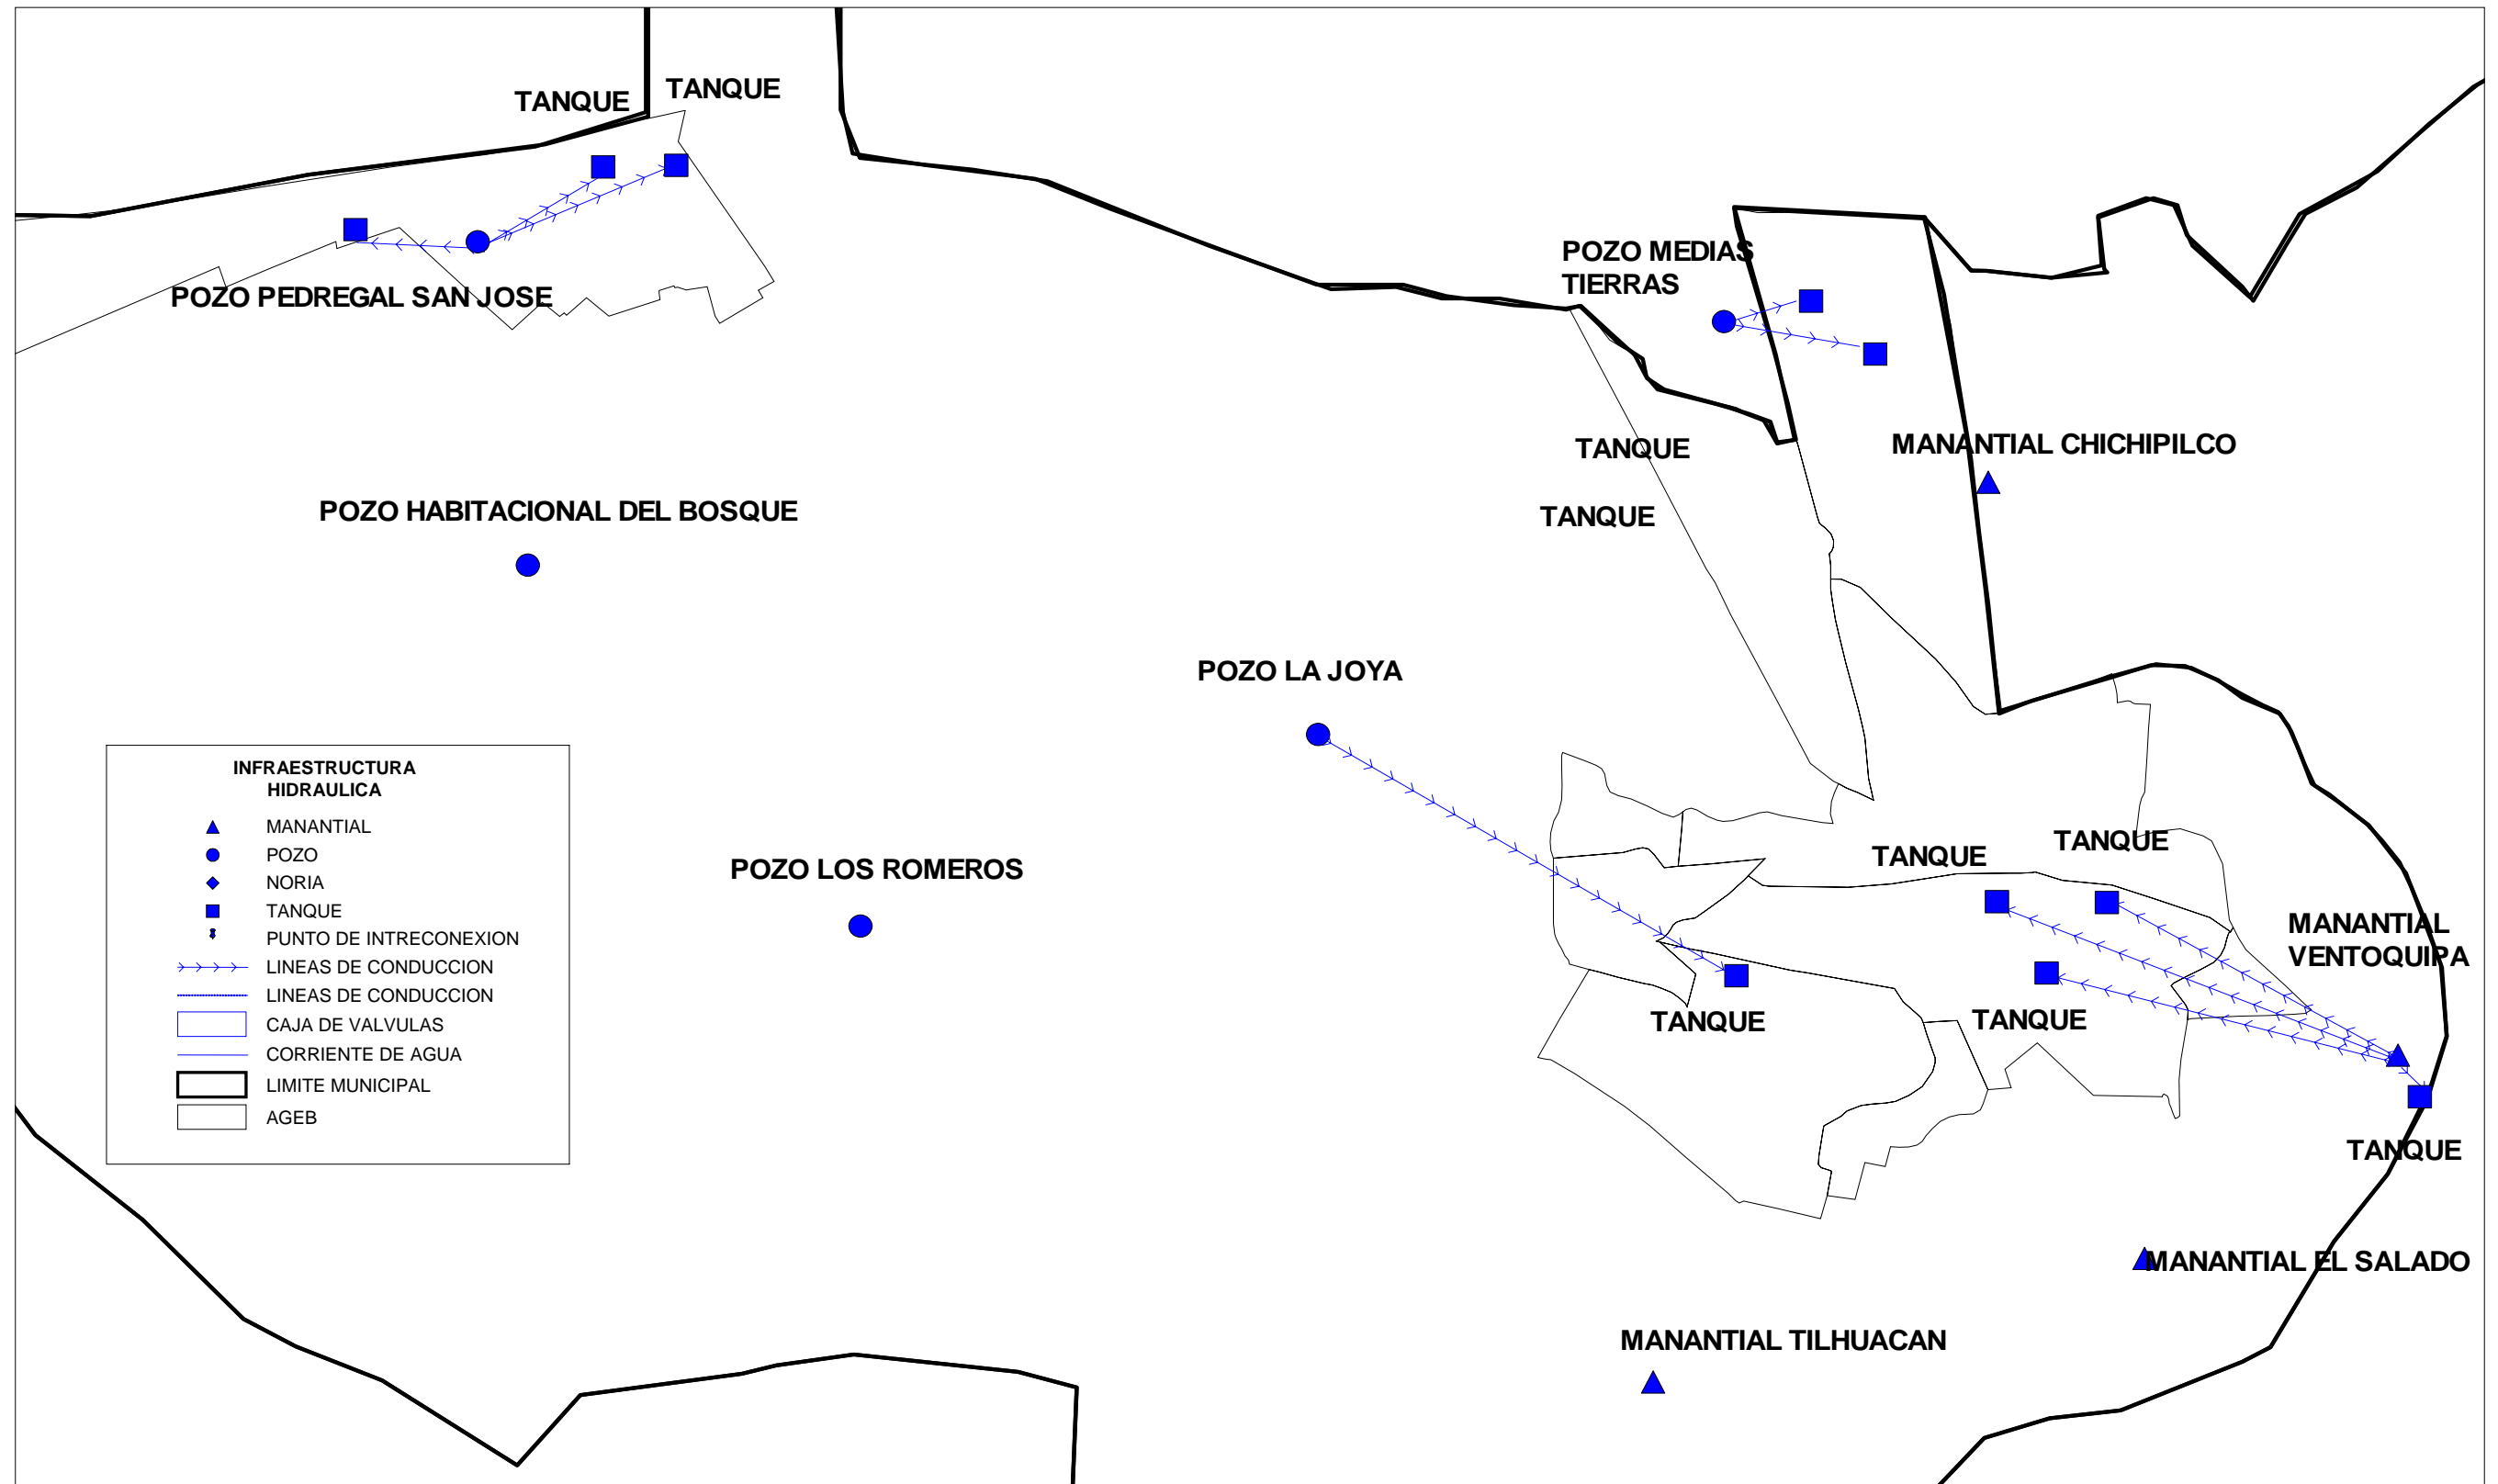 TANQUE
TANQUE
POZO PEDREGAL SAN JOSE
POZO MEDIAS
TIERRAS
TANQUE
TANQUE
MANANTIAL CHICHIPILCO
POZO HABITACIONAL DEL BOSQUE
POZO LA JOYA
POZO LOS ROMEROS
TANQUE
TANQUE
MANANTIAL
VENTOQUIPA
TANQUE
TANQUE
TANQUE
MANANTIAL EL SALADO
MANANTIAL TILHUACAN
INFRAESTRUCTURA
HIDRAULICA
MANANTIAL
POZO
NORIA
TANQUE
PUNTO DE INTRECONEXION
LINEAS DE CONDUCCION
LINEAS DE CONDUCCION
CAJA DE VALVULAS
CORRIENTE DE AGUA
LIMITE MUNICIPAL
AGEB